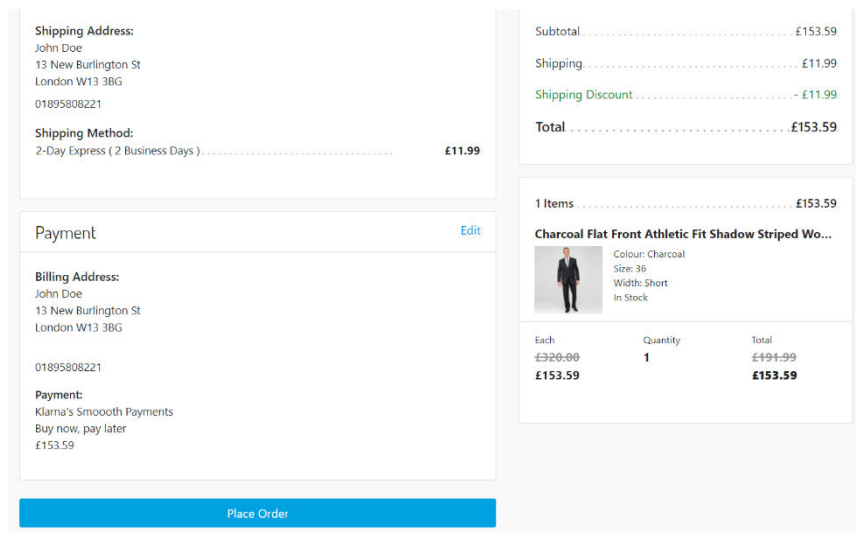 Shipping Address:
John Doe
13 New Burlington St
London W13 3BG
01895808221
Shipping Method:
2-Day Express ( 2 Business Days ) £11.99
Payment Edit
Billing Address:
John Doe
13 New Burlington St
London W13 3BG
01895808221
Payment:
Klarna's Smoooth Payments
Buy now, pay later
£153.59
Place Order
Subtotal £153.59
Shipping £11.99
Shipping Discount - £11.99
Total £153.59
1 Items £153.59
Charcoal Flat Front Athletic Fit Shadow Striped Wo...
Colour: Charcoal
Size: 36
Width: Short
In Stock
Each Quantity Total
£320.00 1 £191.99
£153.59 £153.59